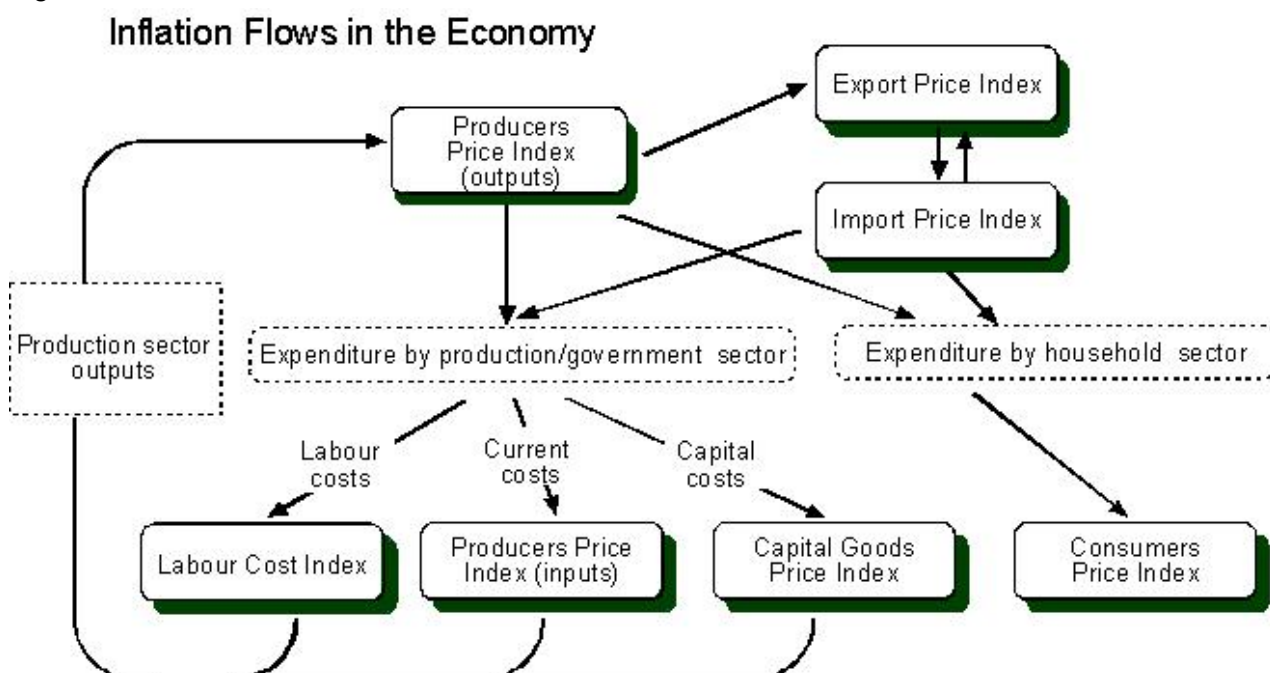 Inflation Flows in the Economy
Export Price Index
Producers
Price Index
(outputs)
Import Price Index
Production sector
outputs
Expenditure by production/government sector
Expenditure by household sector
Labour
costs
Current
costs
Capital
costs
Labour Cost Index
Producers Price
Index (inputs)
Capital Goods
Price Index
Consumers
Price Index